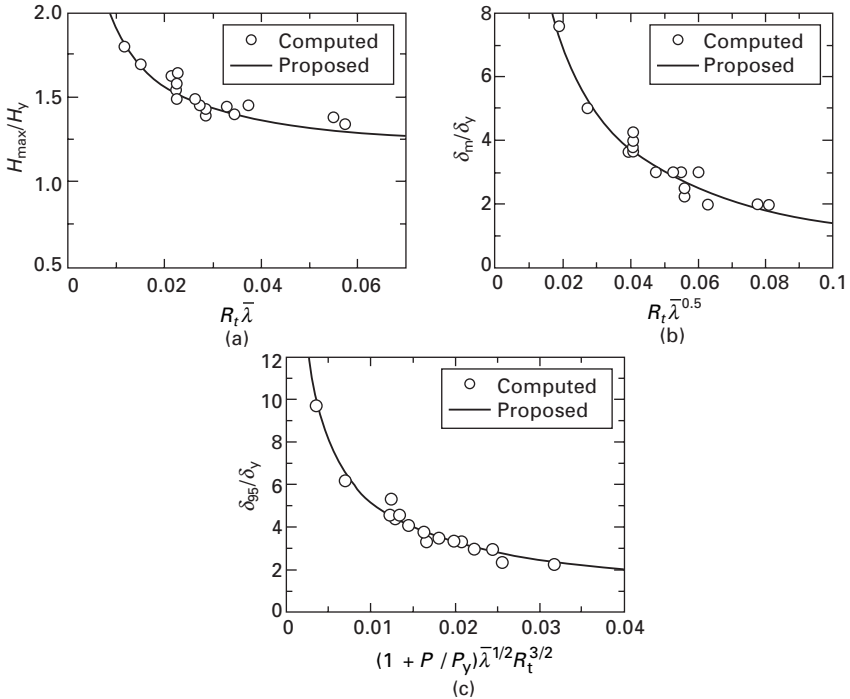 2.0
1.5
1.0
0.5
0
0.02
0.04
0.06
H_max/H_y
Computed
Proposed
R_t λ̄
(a)
8
6
4
2
0
0
0.02
0.04
0.06
0.08
0.1
δ_m/δ_y
Computed
Proposed
R_t λ̄^0.5
(b)
12
10
8
6
4
2
0
0
0.01
0.02
0.03
0.04
δ_95/δ_y
Computed
Proposed
(1 + P / P_y) λ̄^1/2 R_t^3/2
(c)